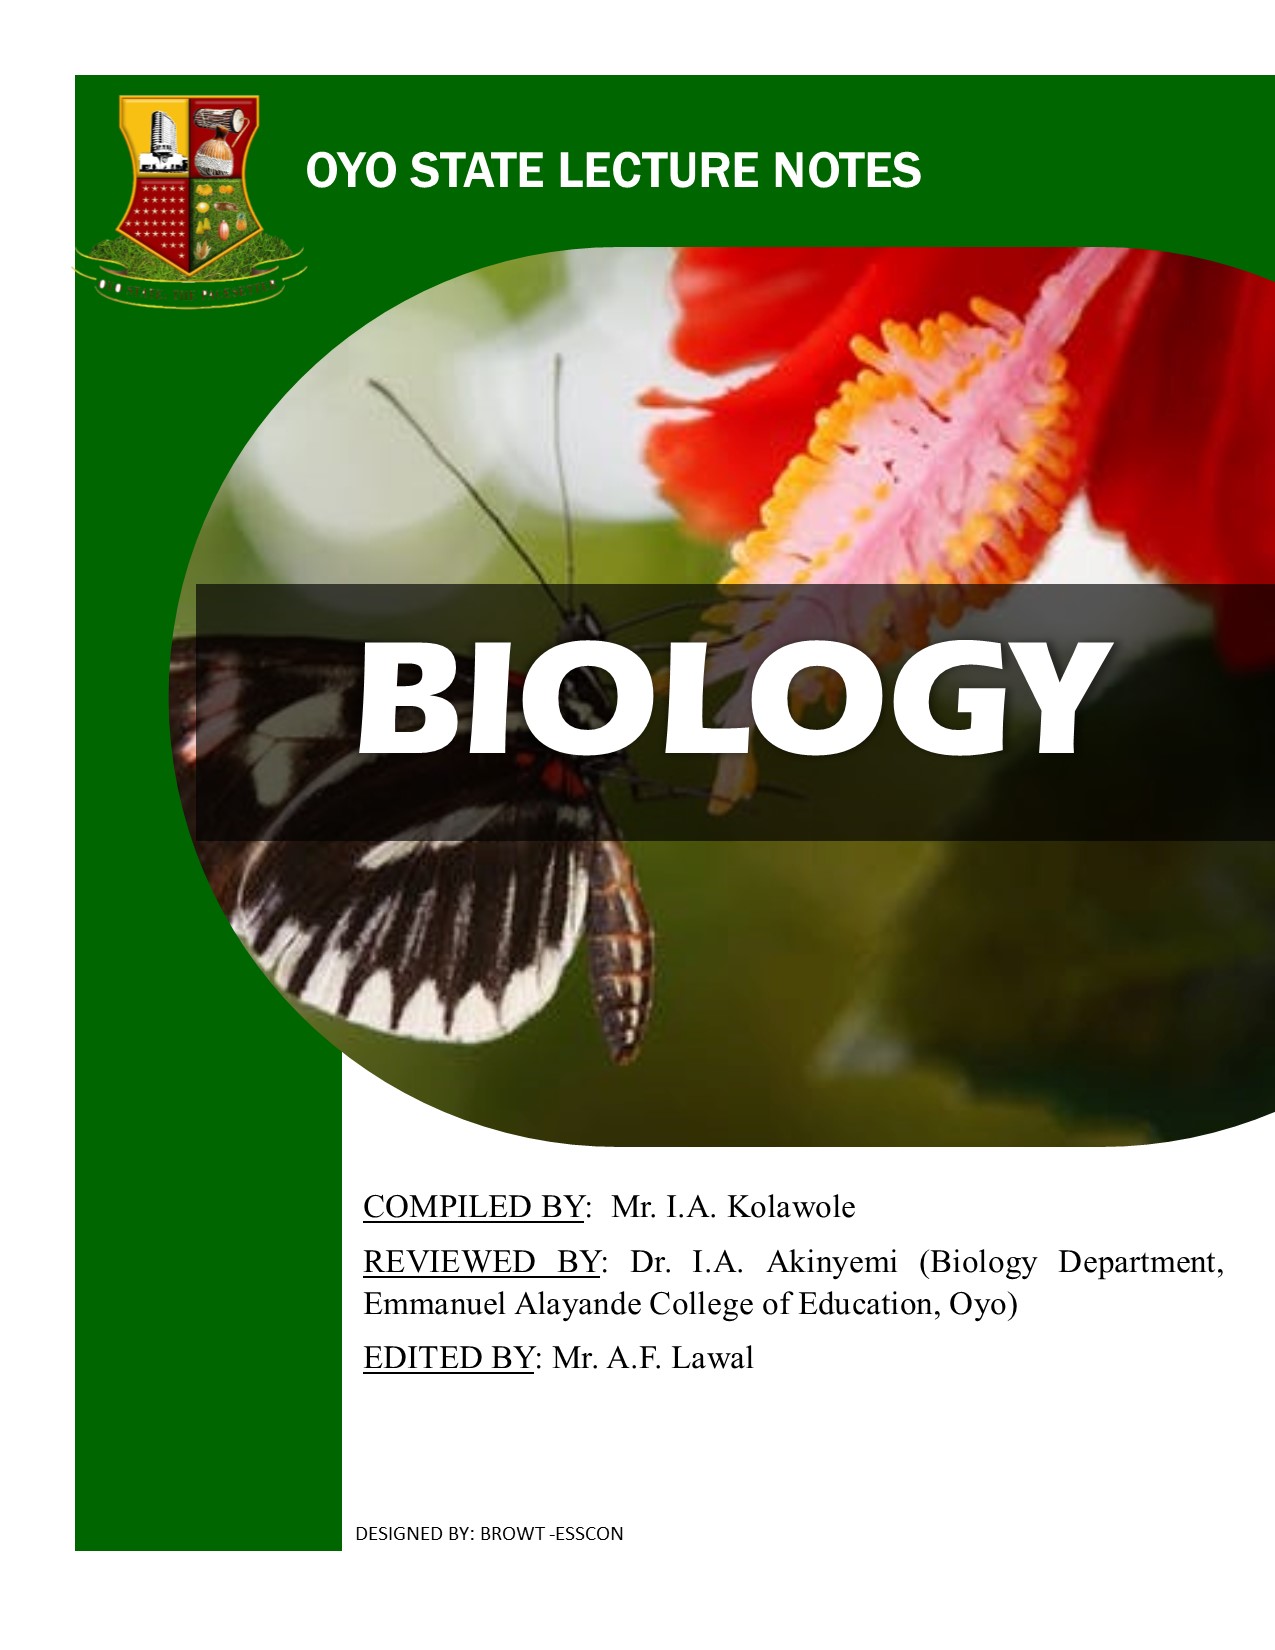 OYO STATE LECTURE NOTES
BIOLOGY
COMPILED BY: Mr. I.A. Kolawole
REVIEWED BY: Dr. I.A. Akinyemi (Biology Department,
Emmanuel Alayande College of Education, Oyo)
EDITED BY: Mr. A.F. Lawal
DESIGNED BY: BROWT -ESSCON